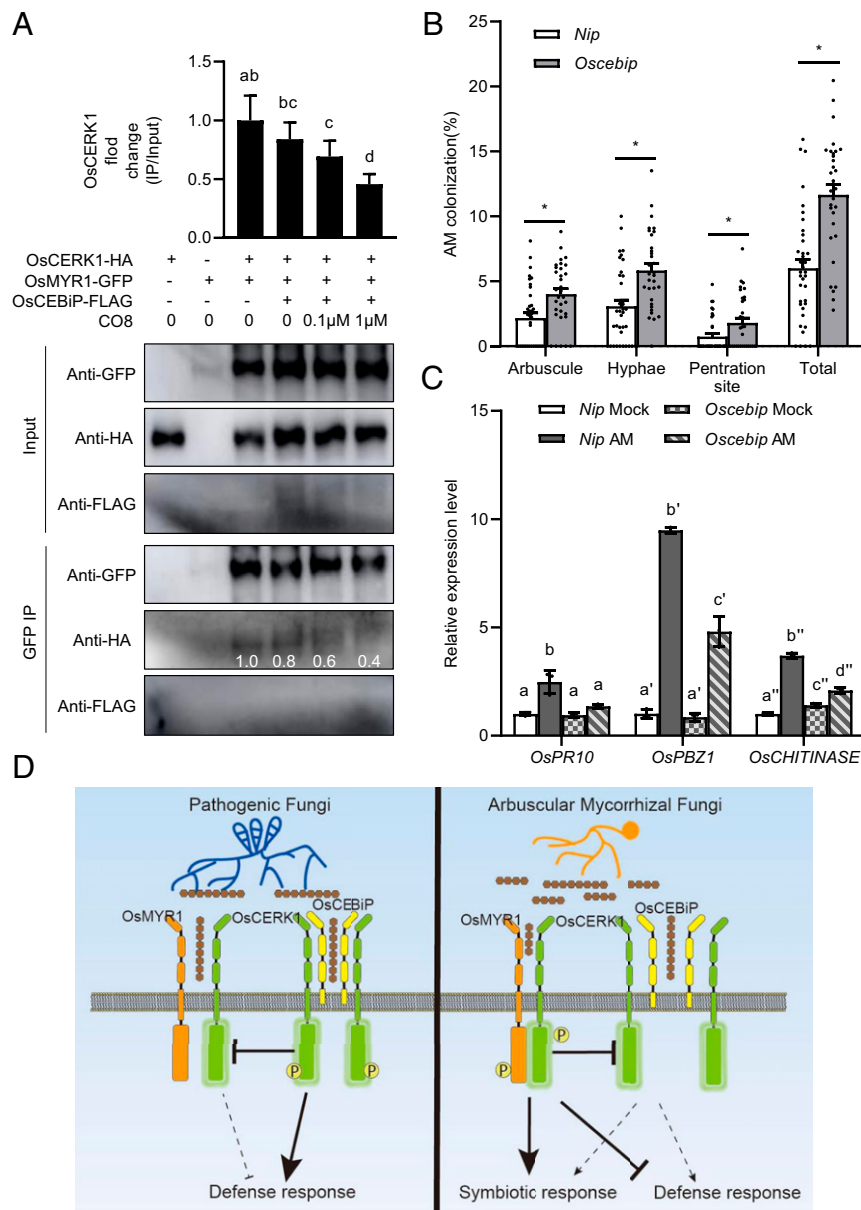 A
OsCERK1
flod
change
(IP/Input)
1.5
1.0
0.5
0.0
ab
bc
c
d
OsCERK1-HA + - + + + +
OsMYR1-GFP - + + + + +
OsCEBiP-FLAG - - - + + +
CO8 0 0 0 0 0.1μM 1μM
Input
Anti-GFP
Anti-HA
Anti-FLAG
GFP IP
Anti-GFP
Anti-HA
1.0 0.8 0.6 0.4
Anti-FLAG
B
Nip
Oscebip
AM colonization(%)
25
20
15
10
5
0
* * * *
Arbuscule Hyphae Pentration Total
site
C
Nip Mock Oscebip Mock
Nip AM Oscebip AM
Relative expression level
15
10
5
0
a b a a
a' b' a' c'
a'' b'' c'' d''
OsPR10 OsPBZ1 OsCHITINASE
D
Pathogenic Fungi
OsMYR1 OsCERK1 OsCEBiP
P P
Defense response
Arbuscular Mycorrhizal Fungi
OsMYR1 OsCERK1 OsCEBiP
P P
Symbiotic response Defense response